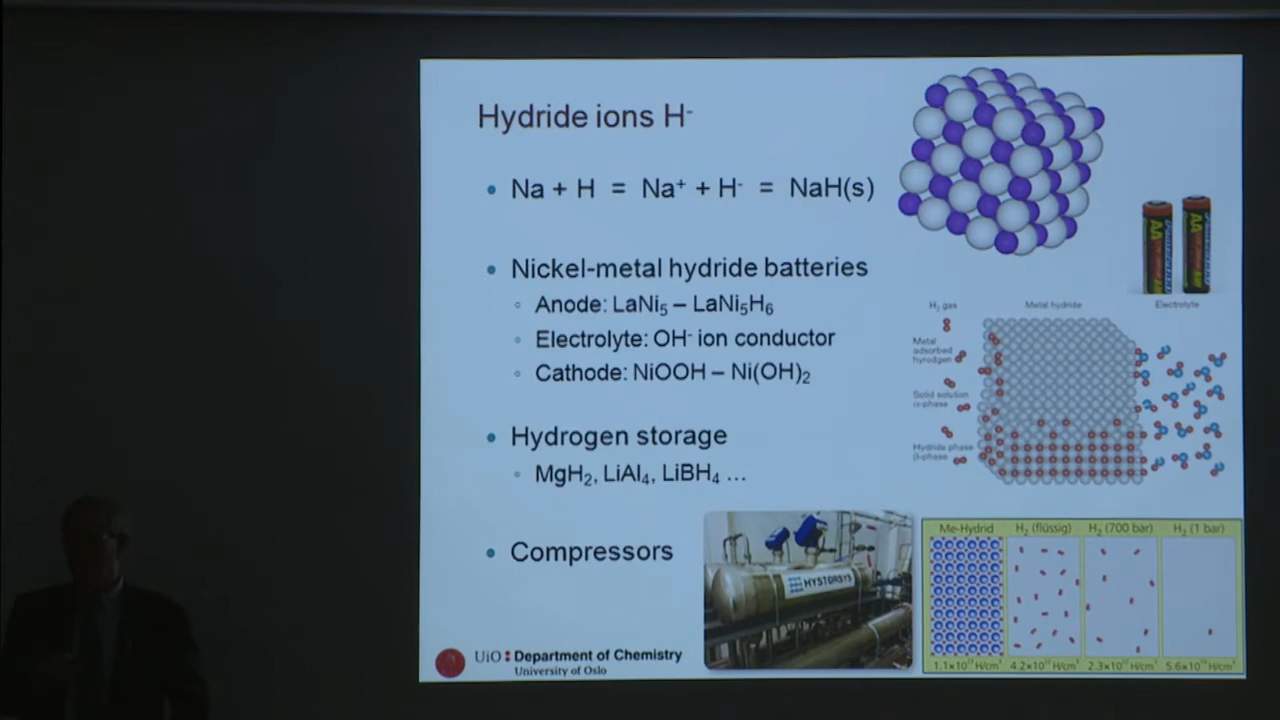 Hydride ions H⁻
• Na + H = Na⁺ + H⁻ = NaH(s)
• Nickel-metal hydride batteries
◦ Anode: LaNi₅ – LaNi₅H₆
◦ Electrolyte: OH⁻ ion conductor
◦ Cathode: NiOOH – Ni(OH)₂
• Hydrogen storage
◦ MgH₂, LiAl₄, LiBH₄ ...
• Compressors
AA
AA
H₂ gas
Metal hydride
Electrolyte
Metal
adsorbed
hyrodgen
Solid solution
α-phase
Hydride phase
β-phase
HYSTORSYS
Me-Hydrid
H₂ (flüssig)
H₂ (700 bar)
H₂ (1 bar)
UiO Department of Chemistry
University of Oslo